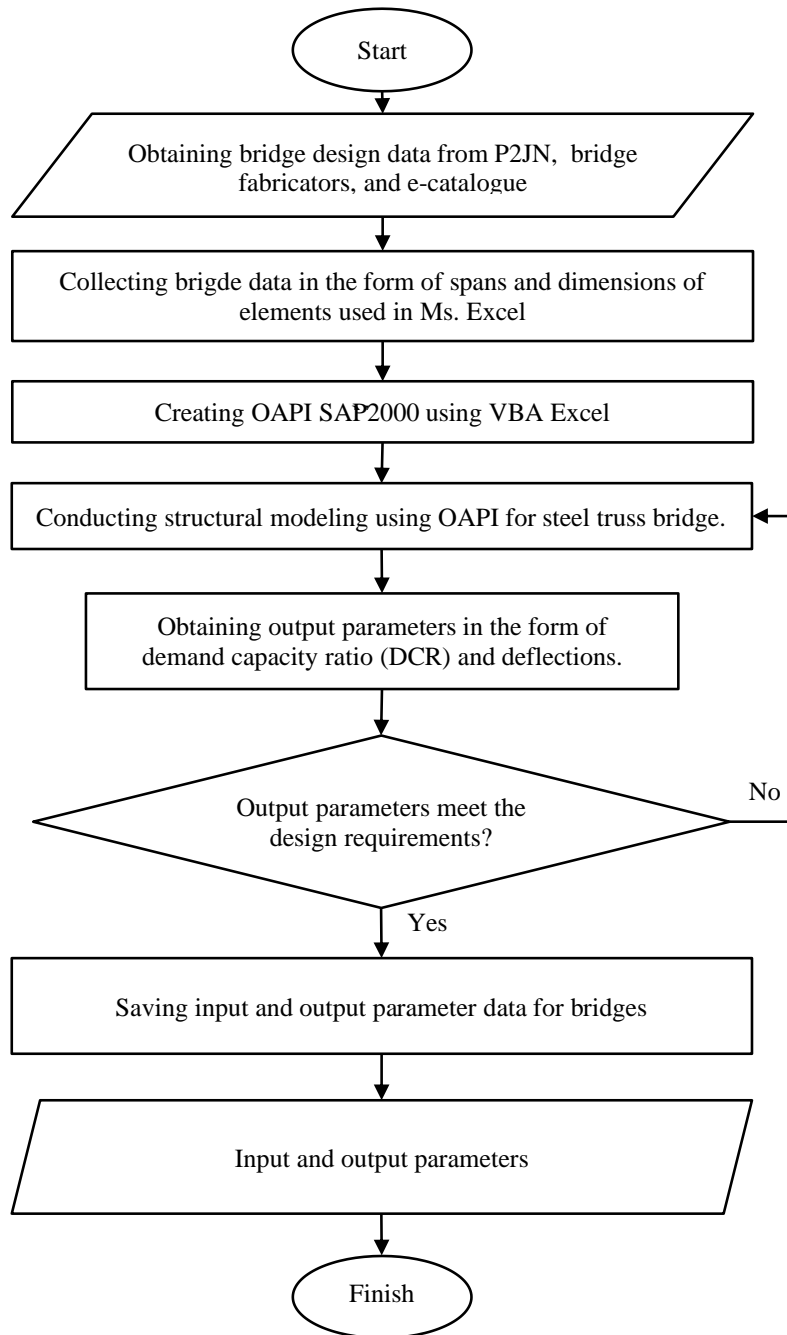 Start
Obtaining bridge design data from P2JN, bridge
fabricators, and e-catalogue
Collecting brigde data in the form of spans and dimensions of
elements used in Ms. Excel
Creating OAPI SAP2000 using VBA Excel
Conducting structural modeling using OAPI for steel truss bridge.
Obtaining output parameters in the form of
demand capacity ratio (DCR) and deflections.
Output parameters meet the
design requirements?
No
Yes
Saving input and output parameter data for bridges
Input and output parameters
Finish